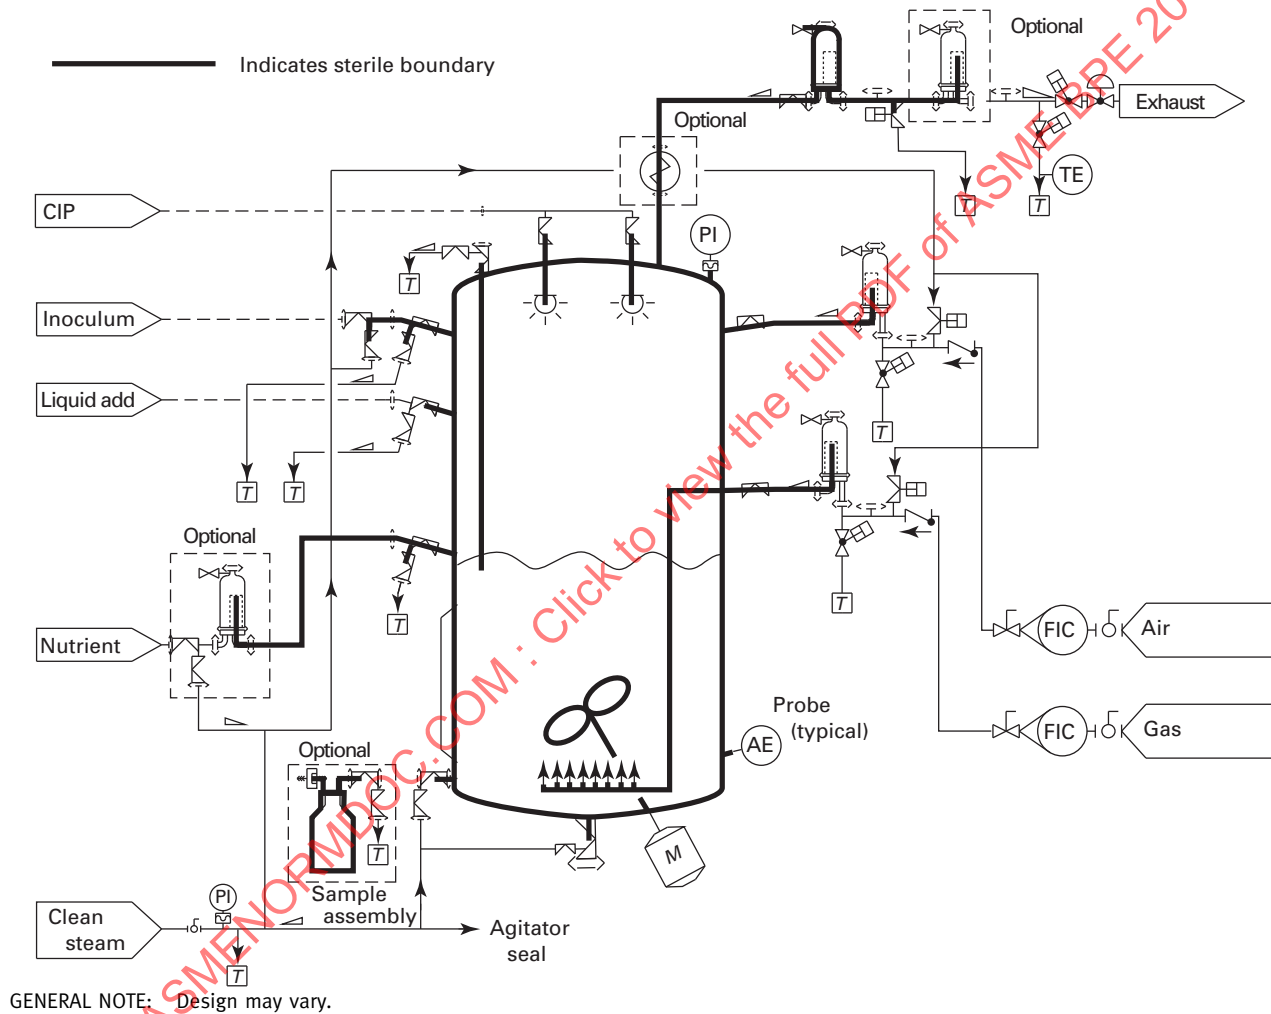 Optional
Indicates sterile boundary
Exhaust
Optional
TE
T
T
CIP
PI
T
Inoculum
Liquid add
T
T
T
Optional
T
T
Nutrient
FIC
Air
Probe
(typical)
AE
FIC
Gas
Optional
T
M
Sample
assembly
PI
Clean
steam
Agitator
seal
T
GENERAL NOTE: Design may vary.
ASMENORMDOC.COM : Click to view the full PDF of ASME BPE 20